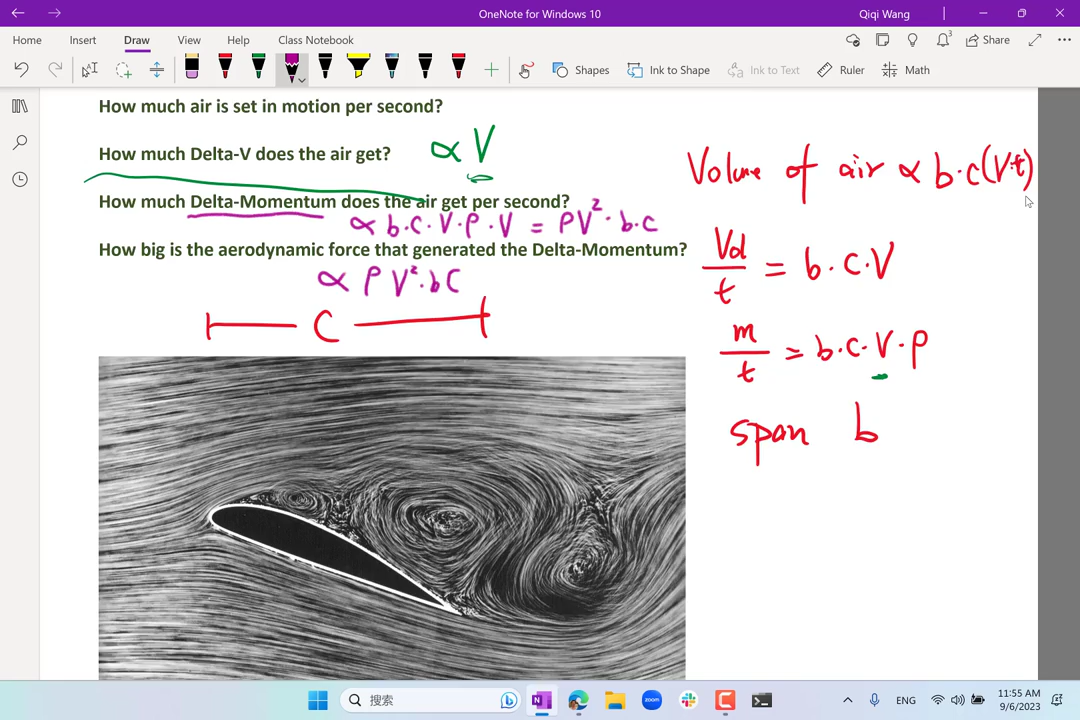 OneNote for Windows 10
Qiqi Wang
Home Insert Draw View Help Class Notebook
Share
Shapes Ink to Shape Ink to Text Ruler Math
How much air is set in motion per second?
How much Delta-V does the air get? ∝ V
Volume of air ∝ b·c(V·t)
How much Delta-Momentum does the air get per second?
∝ b·c·V·ρ·V = ρV²·b·c
How big is the aerodynamic force that generated the Delta-Momentum?
∝ ρV²·bC
Vol/t = b·c·V
C
m/t = b·c·V·ρ
span b
搜索
zoom
ENG
11:55 AM
9/6/2023